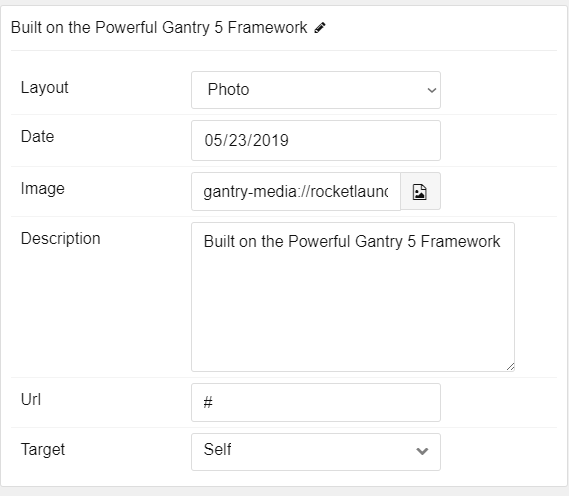 Built on the Powerful Gantry 5 Framework
Layout
Photo
Date
05/23/2019
Image
gantry-media://rocketlaunc
Description
Built on the Powerful Gantry 5 Framework
Url
#
Target
Self